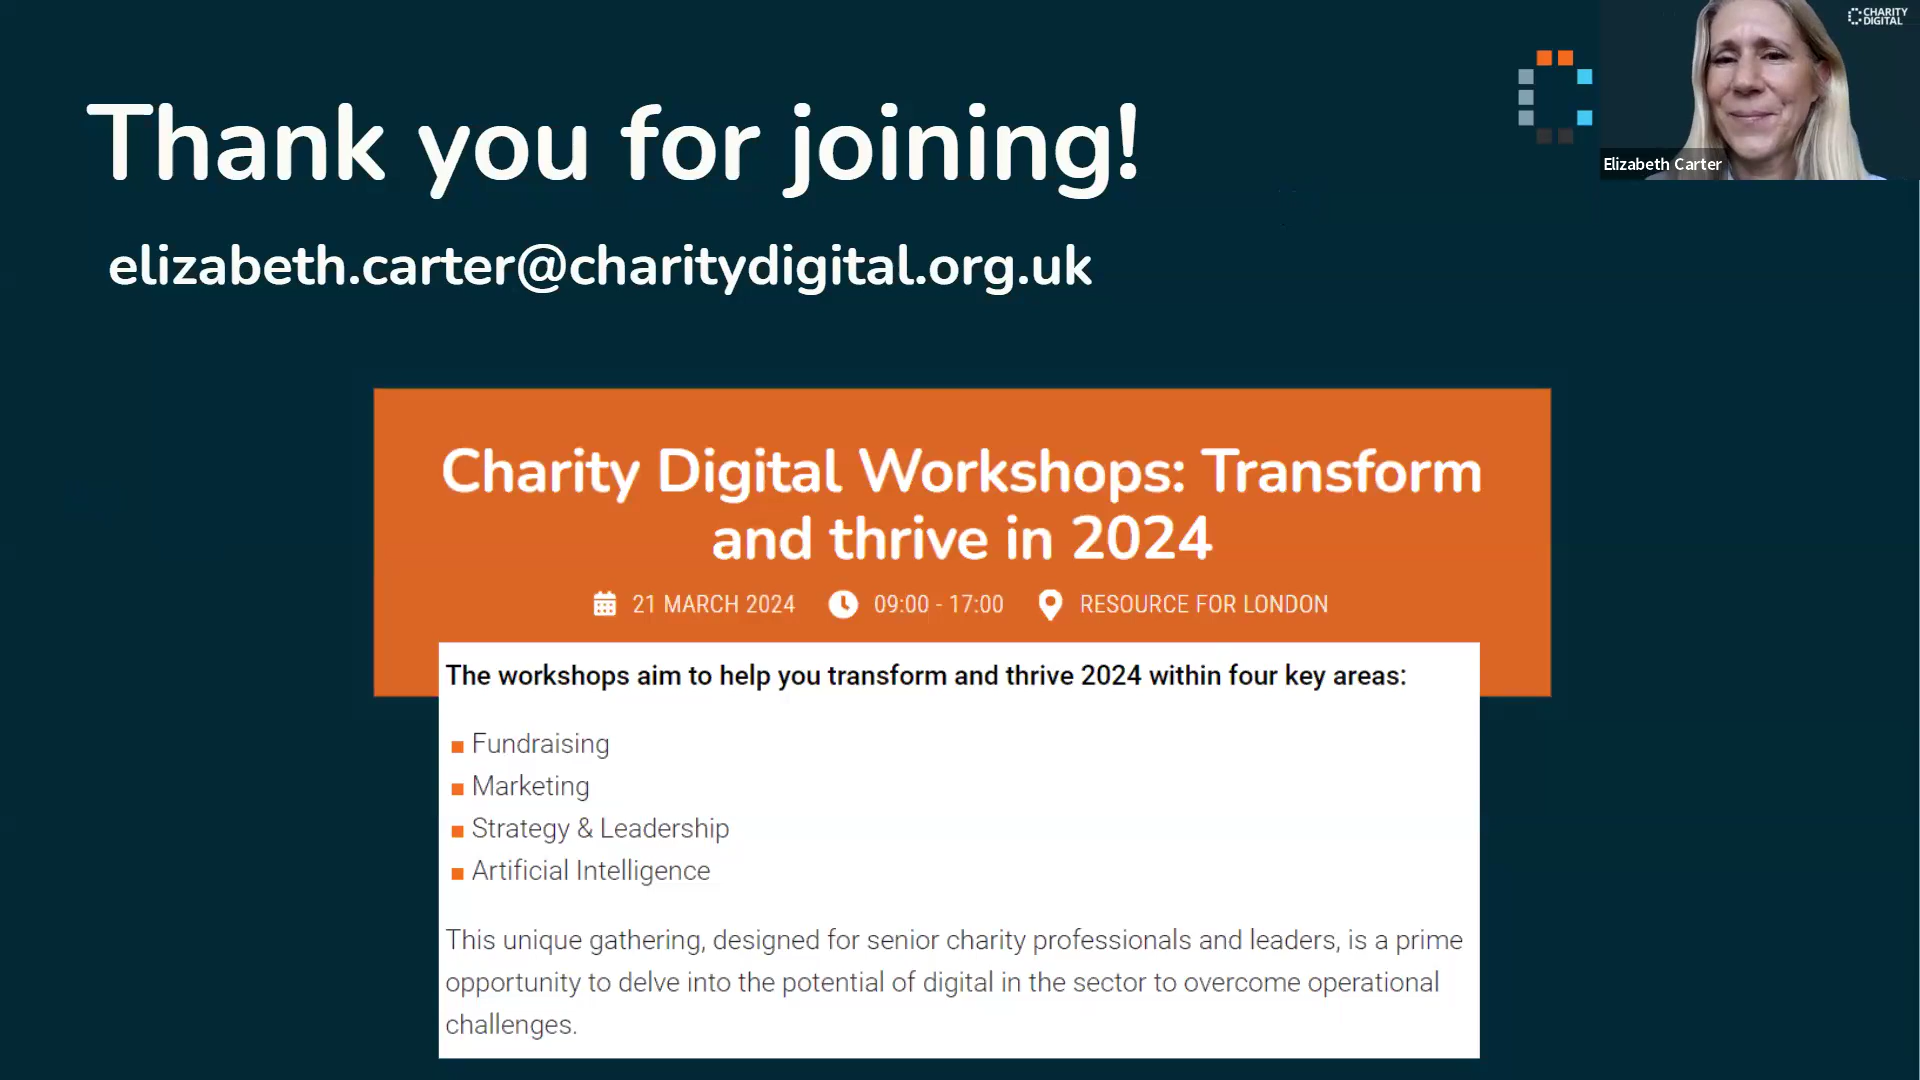 CHARITY
DIGITAL
Thank you for joining!
Elizabeth Carter
elizabeth.carter@charitydigital.org.uk
Charity Digital Workshops: Transform
and thrive in 2024
21 MARCH 2024 09:00 - 17:00 RESOURCE FOR LONDON
The workshops aim to help you transform and thrive 2024 within four key areas:
Fundraising
Marketing
Strategy & Leadership
Artificial Intelligence
This unique gathering, designed for senior charity professionals and leaders, is a prime
opportunity to delve into the potential of digital in the sector to overcome operational
challenges.